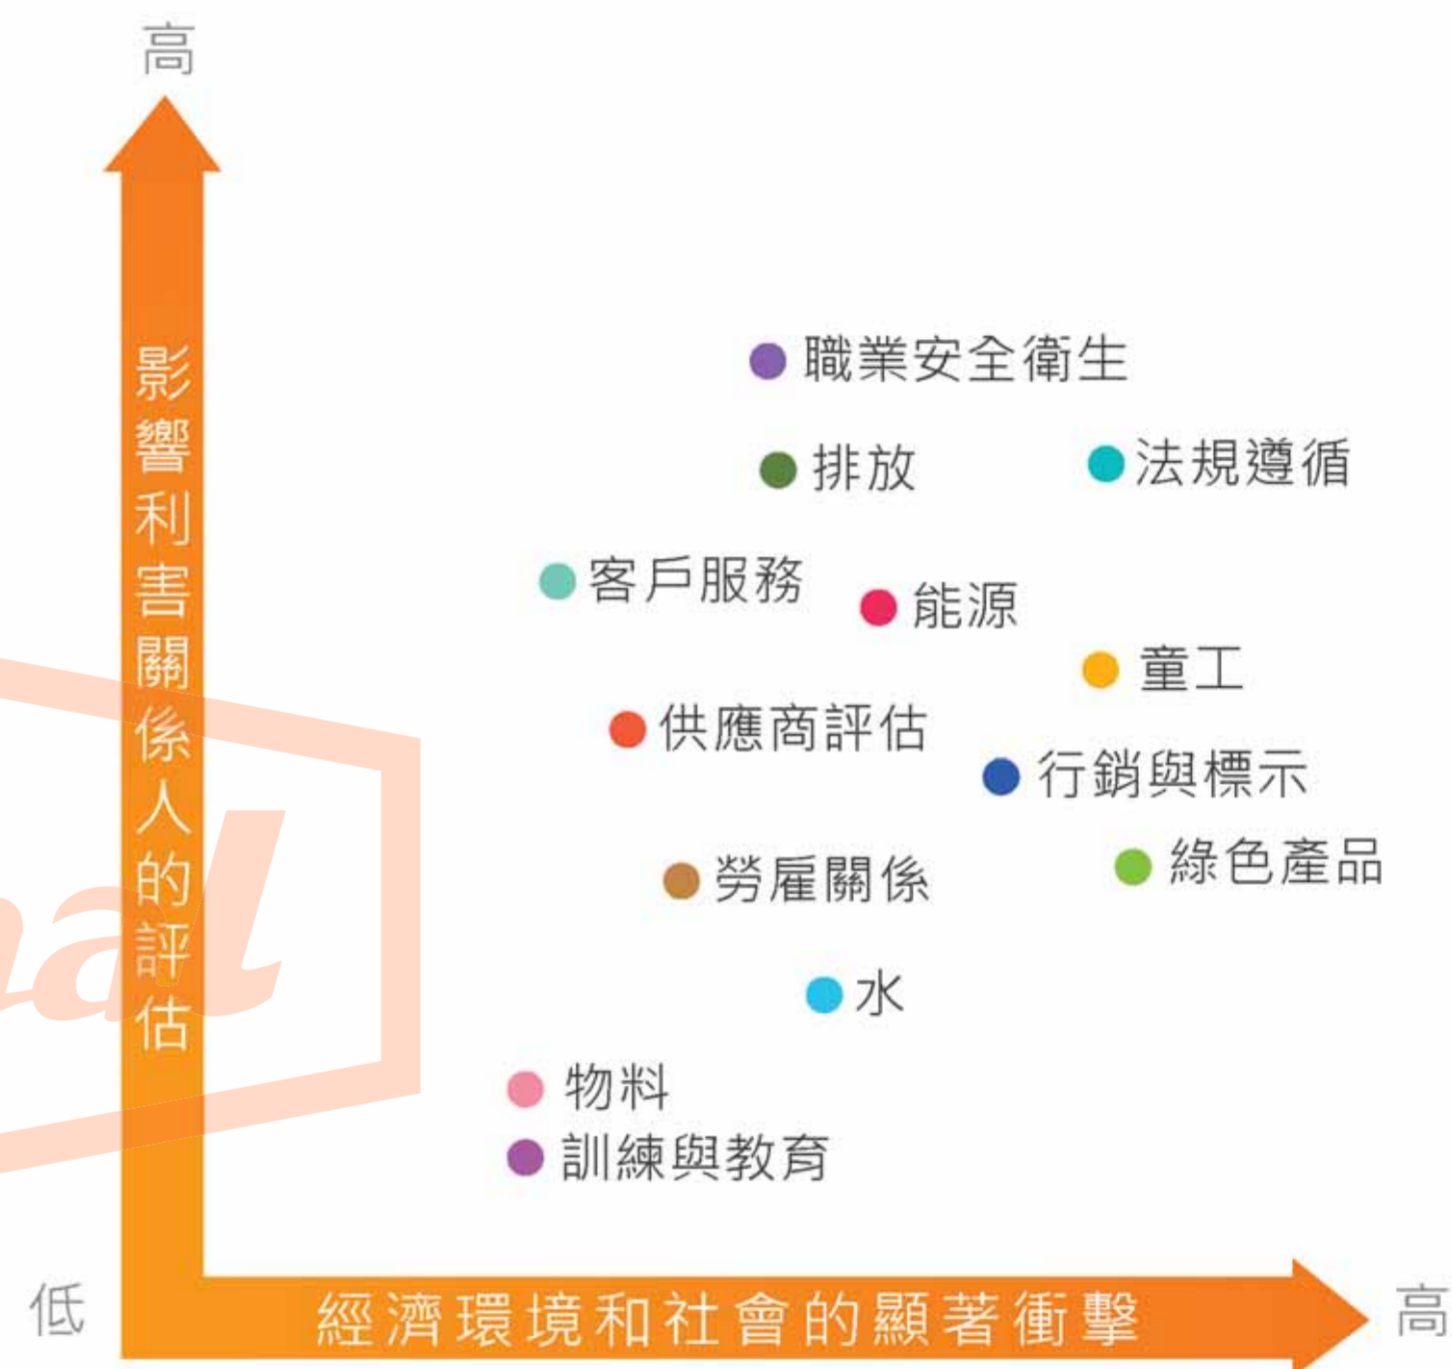 高
影響利害關係人的評估
職業安全衛生
排放
法規遵循
客戶服務
能源
童工
供應商評估
行銷與標示
勞雇關係
綠色產品
水
物料
訓練與教育
低
經濟環境和社會的顯著衝擊
高